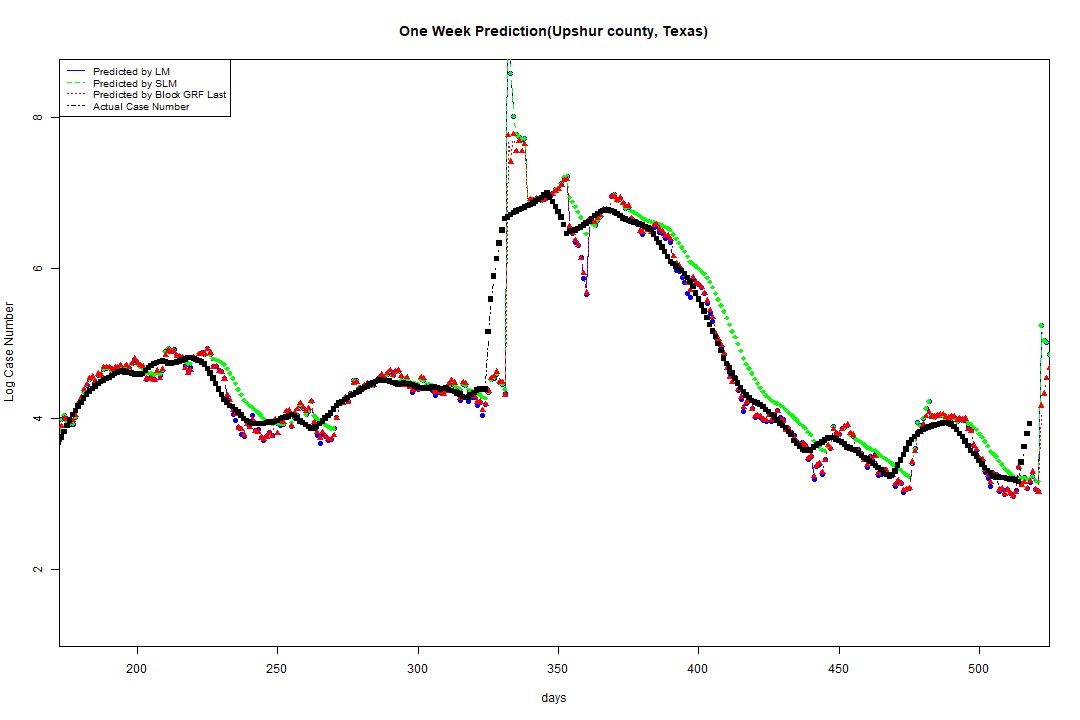 One Week Prediction(Upshur county, Texas)
Predicted by LM
Predicted by SLM
Predicted by Block GRF Last
Actual Case Number
Log Case Number
8
6
4
2
200 250 300 350 400 450 500
days